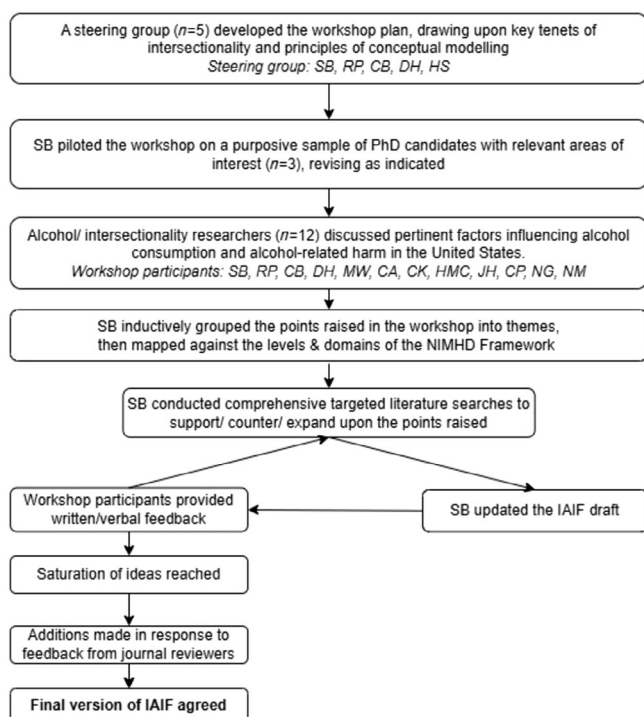 A steering group (n=5) developed the workshop plan, drawing upon key tenets of
intersectionality and principles of conceptual modelling
Steering group: SB, RP, CB, DH, HS
SB piloted the workshop on a purposive sample of PhD candidates with relevant areas of
interest (n=3), revising as indicated
Alcohol/ intersectionality researchers (n=12) discussed pertinent factors influencing alcohol
consumption and alcohol-related harm in the United States.
Workshop participants: SB, RP, CB, DH, MW, CA, CK, HMC, JH, CP, NG, NM
SB inductively grouped the points raised in the workshop into themes,
then mapped against the levels & domains of the NIMHD Framework
SB conducted comprehensive targeted literature searches to
support/ counter/ expand upon the points raised
Workshop participants provided
written/verbal feedback
SB updated the IAIF draft
Saturation of ideas reached
Additions made in response to
feedback from journal reviewers
Final version of IAIF agreed